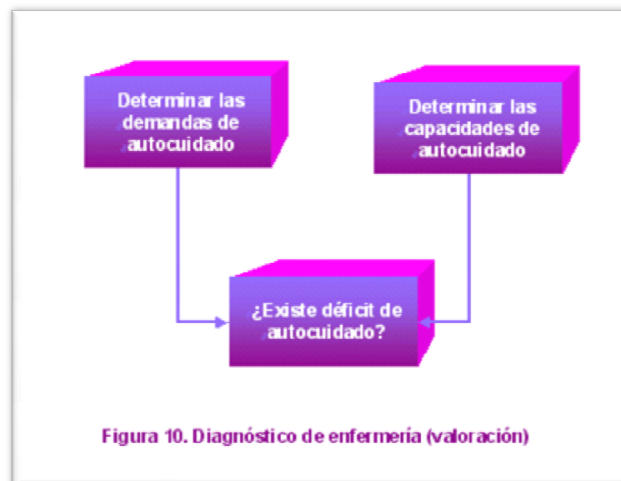 Determinar las
demandas de
autocuidado
Determinar las
capacidades de
autocuidado
¿Existe déficit de
autocuidado?
Figura 10. Diagnóstico de enfermería (valoración)